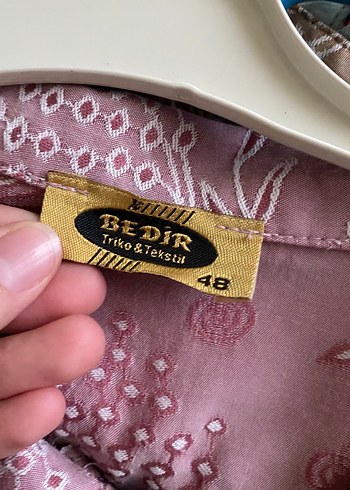 BEDİR
Triko & Tekstil
48